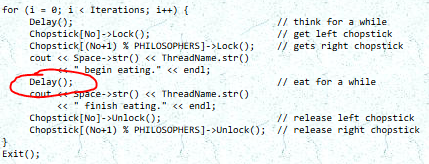 for (i = 0; i < Iterations; i++) {
Delay(); // think for a while
Chopstick[No]->Lock(); // get left chopstick
Chopstick[(No+1) % PHILOSOPHERS]->Lock(); // gets right chopstick
cout << Space->str() << ThreadName.str()
<< " begin eating." << endl;
Delay(); // eat for a while
cout << Space->str() << ThreadName.str()
<< " finish eating." << endl;
Chopstick[No]->Unlock(); // release left chopstick
Chopstick[(No+1) % PHILOSOPHERS]->Unlock(); // release right chopstick
}
Exit();